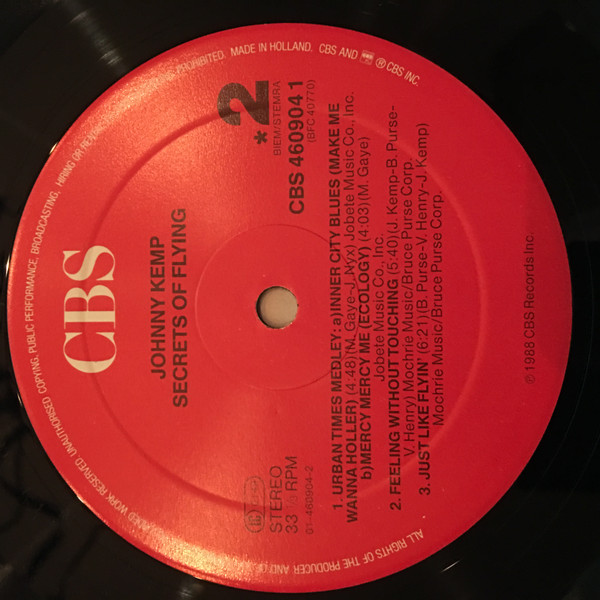 ALL RIGHTS OF THE PRODUCER AND OF
WORK RESERVED. UNAUTHORISED COPYING, PUBLIC PERFORMANCE, BROADCASTING, HIRING OR
PROHIBITED. MADE IN HOLLAND. CBS AND ® CBS INC.
CBS
JOHNNY KEMP
SECRETS OF FLYING
* 2
BIEM/STEMRA
CBS 460904 1
(BFC 40770)
STEREO
33 RPM
01-460904-2
1. URBAN TIMES MEDLEY: a)INNER CITY BLUES (MAKE ME
WANNA HOLLER) (4:48)(M. Gaye-J. Nyx) Jobete Music Co., Inc.
b)MERCY MERCY ME (ECOLOGY) (4:03)(M. Gaye)
Jobete Music Co., Inc.
2. FEELING WITHOUT TOUCHING (5:40)(J. Kemp-B. Purse-
V. Henry) Mochrie Music/Bruce Purse Corp.
3. JUST LIKE FLYIN' (6:21)(B. Purse-V. Henry-J. Kemp)
Mochrie Music/Bruce Purse Corp.
℗ 1988 CBS Records Inc.